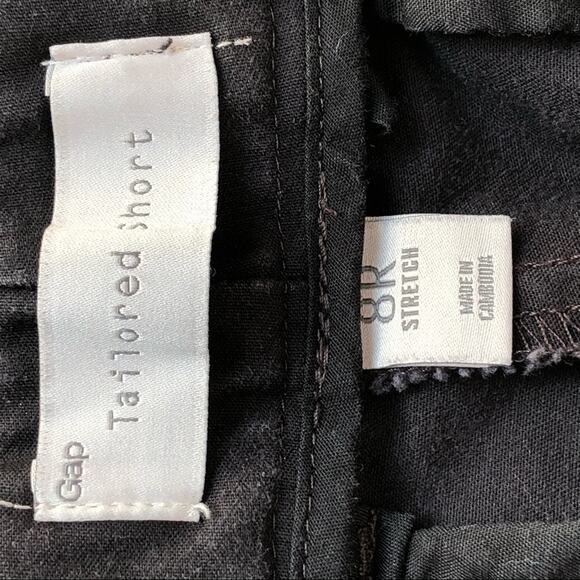 Gap
Tailored Short
8R
STRETCH
MADE IN
CAMBODIA